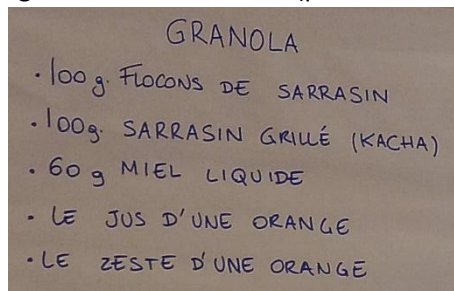 GRANOLA
• 100 g. FLOCONS DE SARRASIN
• 100g. SARRASIN GRILLÉ (KACHA)
• 60 g MIEL LIQUIDE
• LE JUS D'UNE ORANGE
• LE ZESTE D'UNE ORANGE